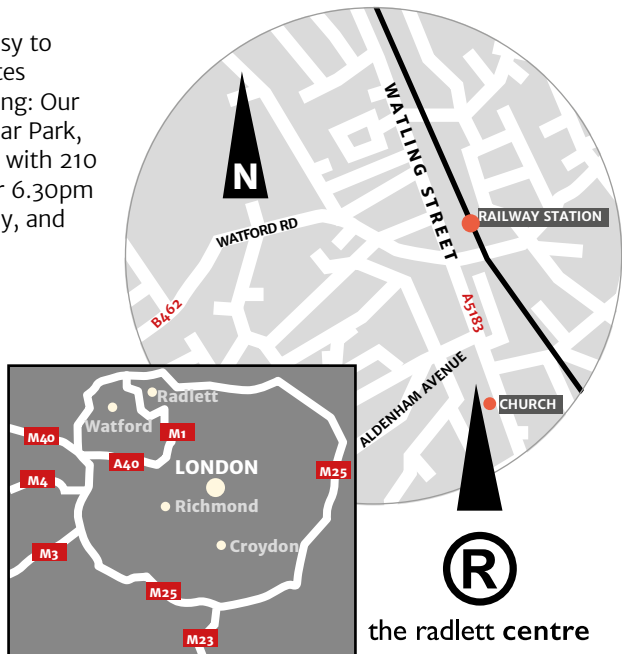 sy to
tes
ng: Our
ar Park,
with 210
r 6.30pm
y, and
N
WATLING STREET
RAILWAY STATION
WATFORD RD
B462
A5183
ALDENHAM AVENUE
CHURCH
Radlett
Watford
M40
M1
A40
LONDON
M25
M4
Richmond
M3
Croydon
M25
M23
R
the radlett centre